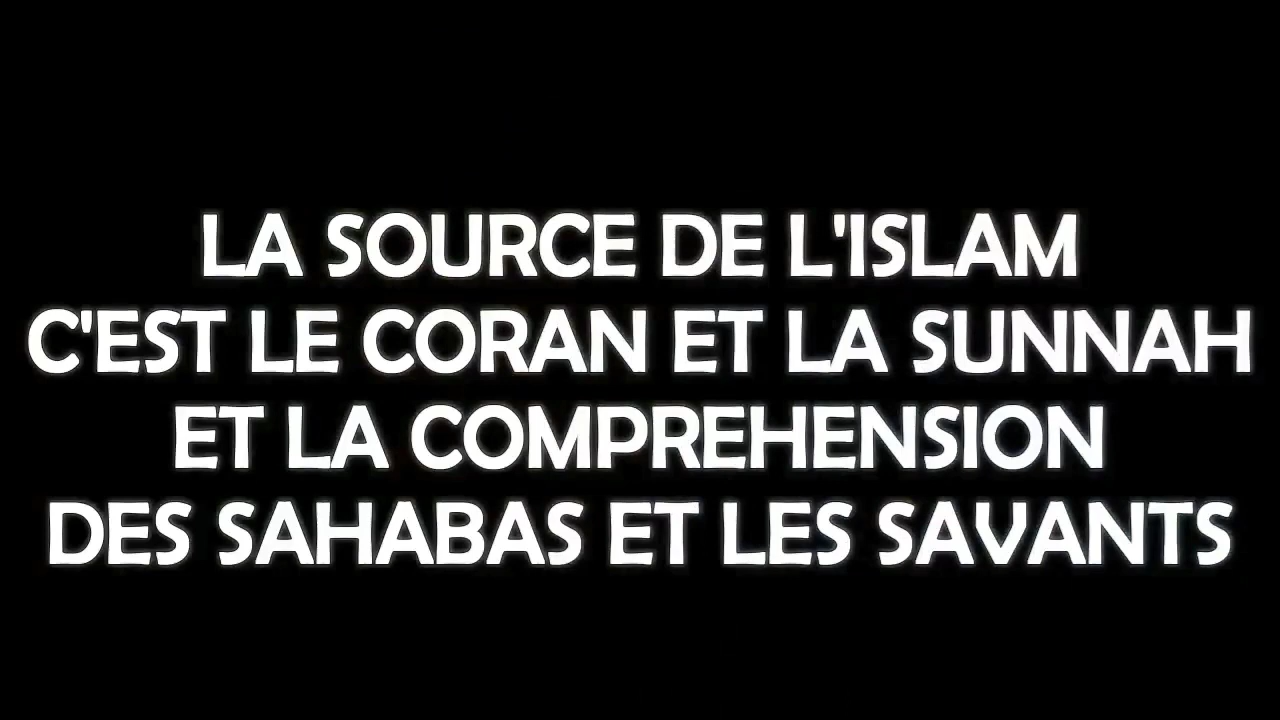 LA SOURCE DE L'ISLAM
C'EST LE CORAN ET LA SUNNAH
ET LA COMPREHENSION
DES SAHABAS ET LES SAVANTS